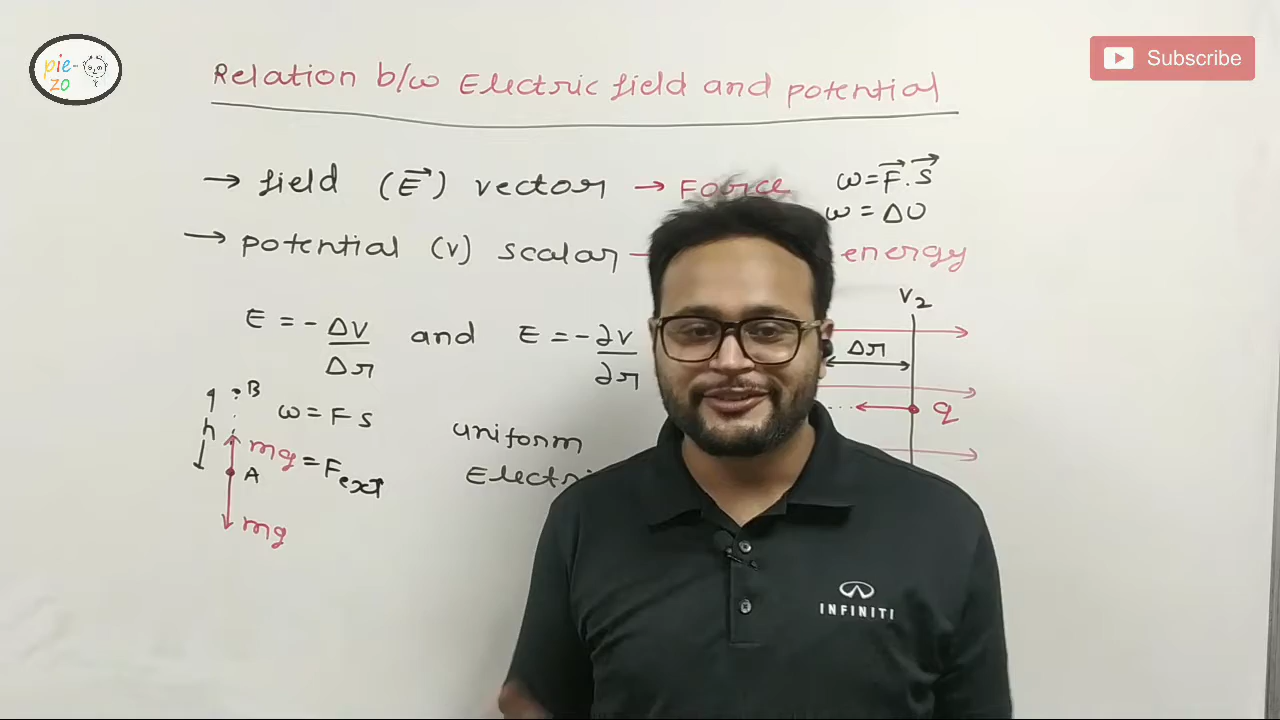 pie-
zo
Subscribe
Relation b/w Electric field and potential
→ field (E⃗) vector → Force
W = F⃗ . S⃗
W = ΔU
→ potential (v) scalar
energy
E = - ΔV/Δr and E = - ∂v/∂r
V2
Δr
q
B
h
W = F S
mg = Fext
A
mg
uniform
INFINITI